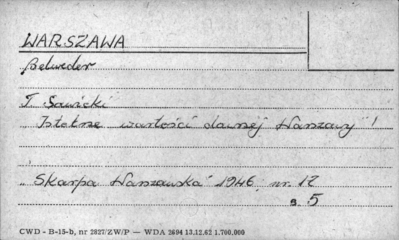 WARSZAWA
Belweder
T. Sawicki
„Istotne wartości dawnej Warszawy"!
„Skarpa Warszawska" 1946, nr. 12
s. 5
CWD - B-15-b, nr 2827/ZW/P — WDA 2694 13.12.62 1.700.000